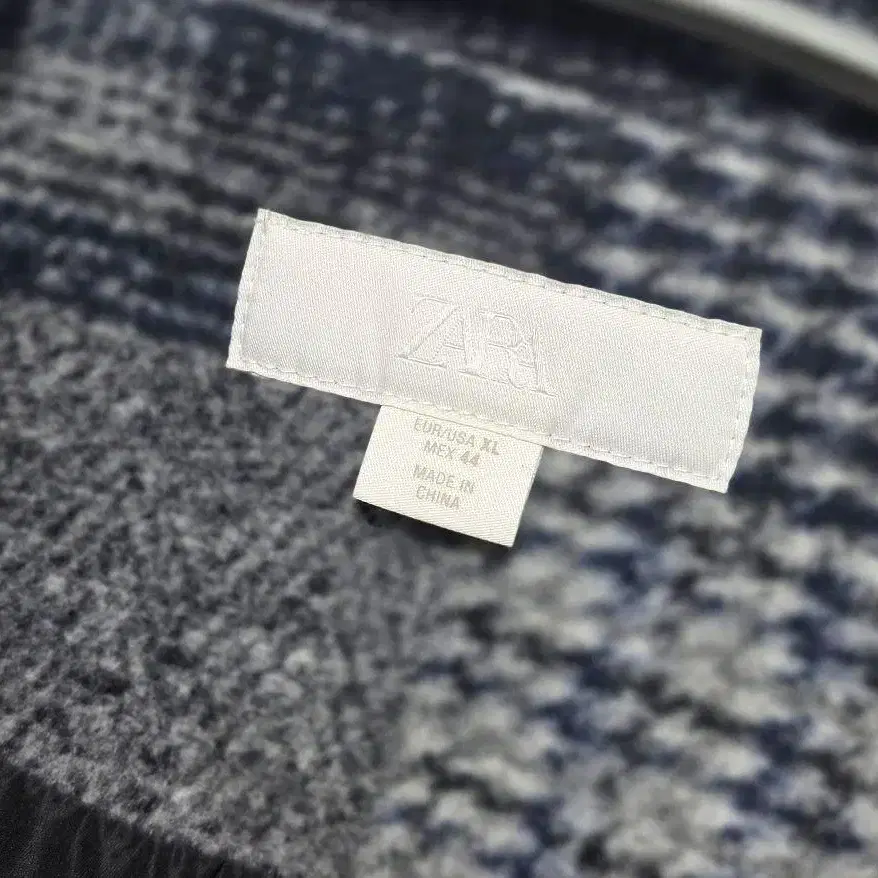 ZARA
EUR/USA XL
MEX 44
MADE IN
CHINA